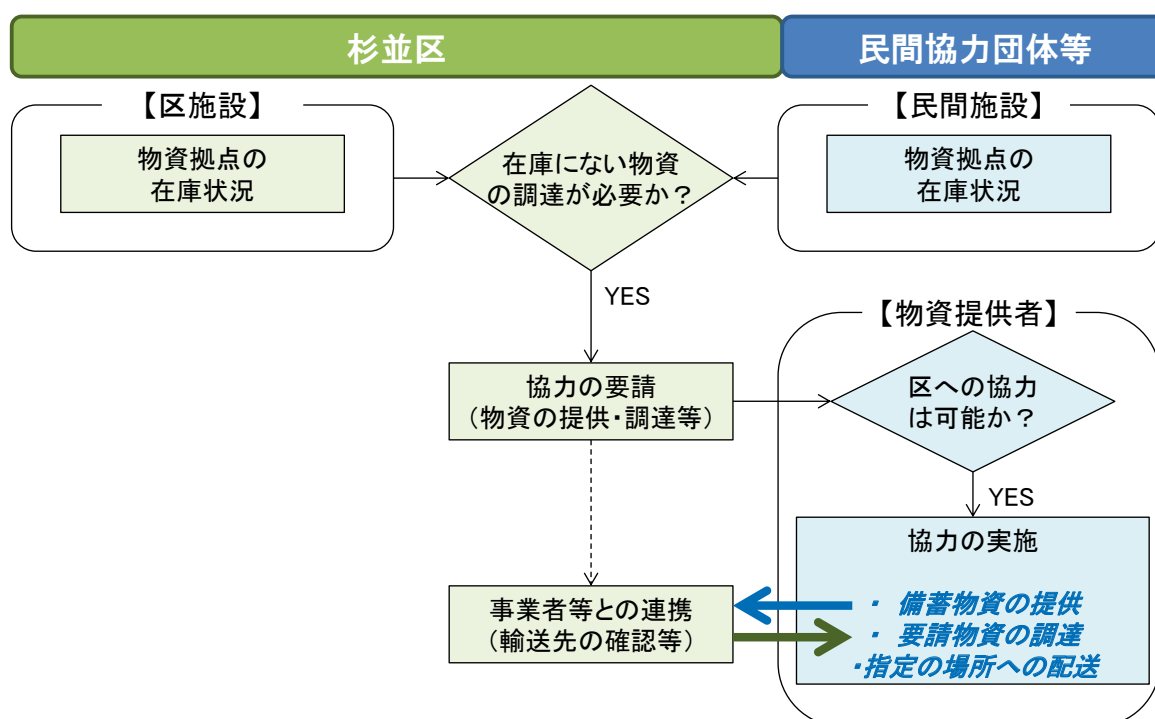 杉並区
民間協力団体等
【区施設】
物資拠点の
在庫状況
在庫にない物資
の調達が必要か？
【民間施設】
物資拠点の
在庫状況
YES
協力の要請
（物資の提供・調達等）
【物資提供者】
区への協力
は可能か？
YES
協力の実施
・ 備蓄物資の提供
・ 要請物資の調達
・指定の場所への配送
事業者等との連携
（輸送先の確認等）